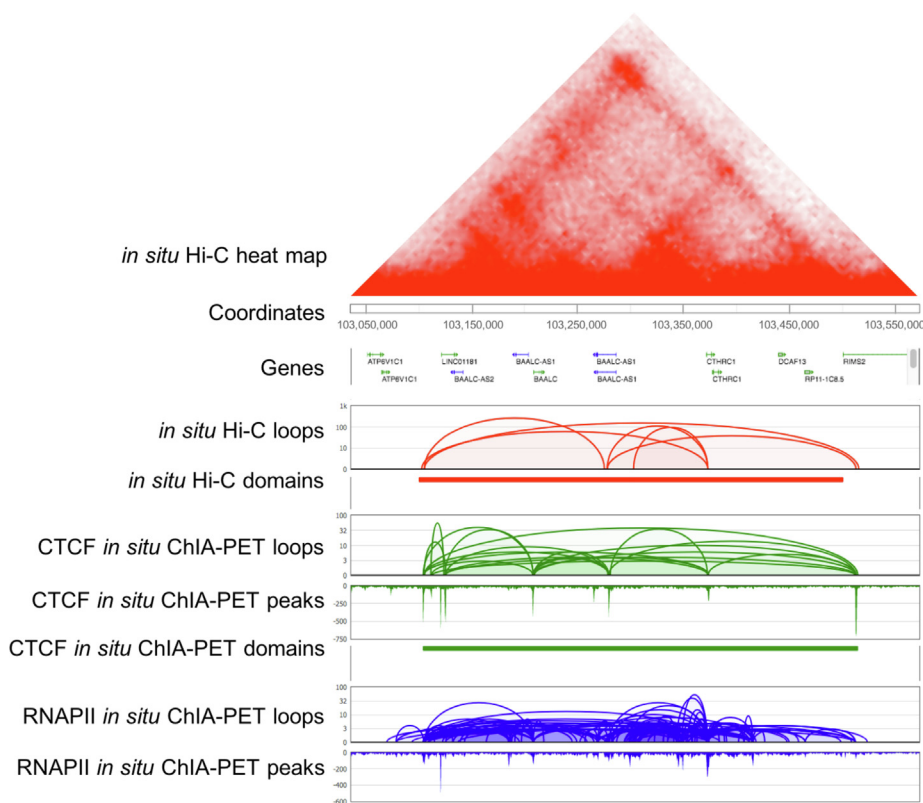 in situ Hi-C heat map
Coordinates
103,050,000 103,150,000 103,250,000 103,350,000 103,450,000 103,550,000
Genes
ATP6V1C1 LINC01181 BAALC-AS1 BAALC-AS1 CTHRC1 DCAF13 RIMS2
ATP6V1C1 BAALC-AS2 BAALC BAALC-AS1 CTHRC1 RP11-1C8.5
in situ Hi-C loops
1k
100
10
0
in situ Hi-C domains
CTCF in situ ChIA-PET loops
100
32
10
3
0
CTCF in situ ChIA-PET peaks
0
-250
-500
-750
CTCF in situ ChIA-PET domains
RNAPII in situ ChIA-PET loops
100
32
10
3
0
RNAPII in situ ChIA-PET peaks
0
-200
-400
-600